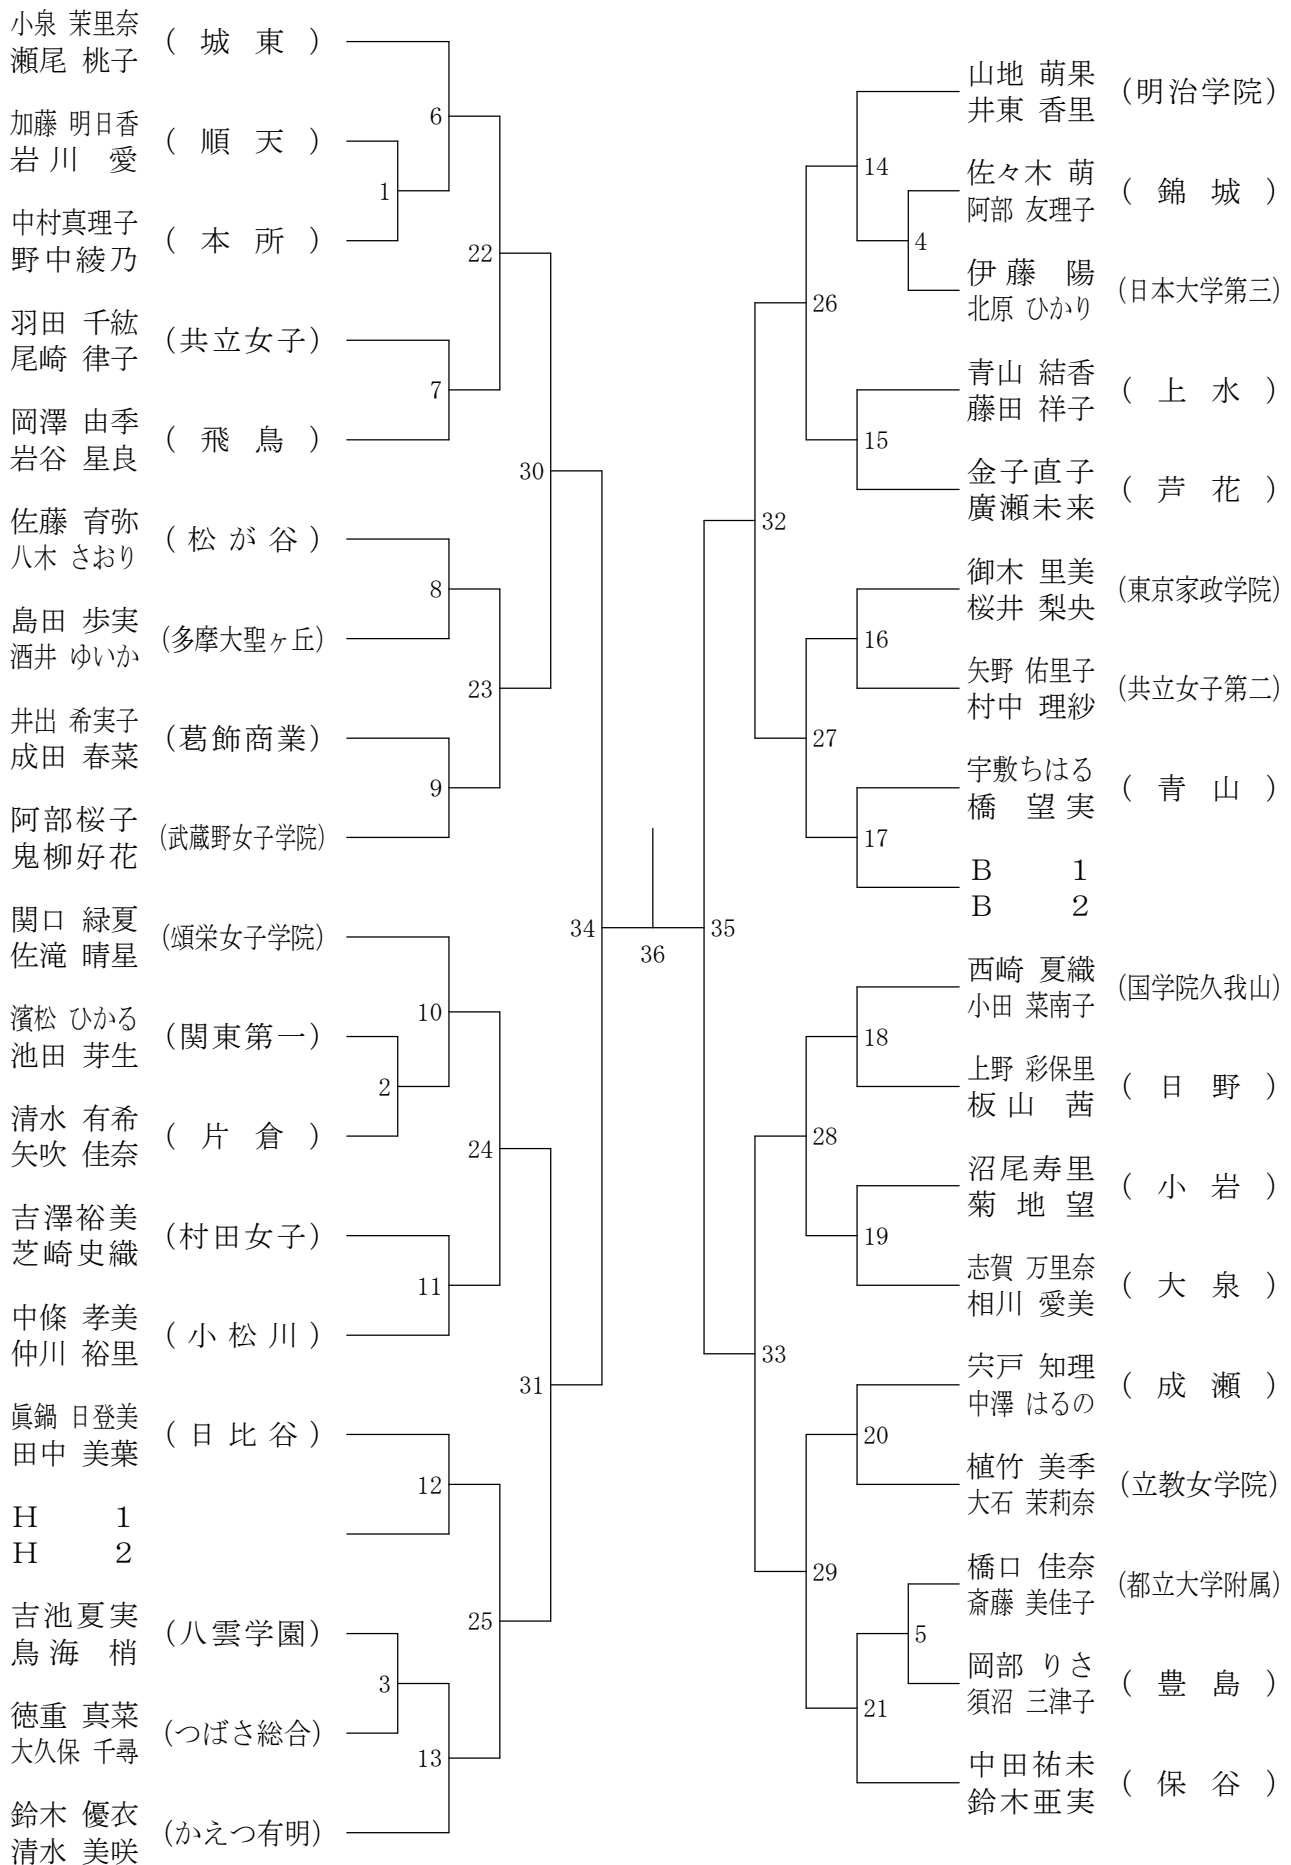 小泉 茉里奈
瀬尾 桃子
( 城 東 )
加藤 明日香
岩川 愛
( 順 天 )
中村真理子
野中綾乃
( 本 所 )
羽田 千紘
尾崎 律子
(共立女子)
岡澤 由季
岩谷 星良
( 飛 鳥 )
佐藤 育弥
八木 さおり
( 松 が 谷 )
島田 歩実
酒井 ゆいか
(多摩大聖ヶ丘)
井出 希実子
成田 春菜
(葛飾商業)
阿部桜子
鬼柳好花
(武蔵野女子学院)
関口 緑夏
佐滝 晴星
(頌栄女子学院)
濱松 ひかる
池田 芽生
(関東第一)
清水 有希
矢吹 佳奈
( 片 倉 )
吉澤裕美
芝崎史織
(村田女子)
中條 孝美
仲川 裕里
( 小 松 川 )
眞鍋 日登美
田中 美葉
( 日 比 谷 )
H 1
H 2
吉池夏実
鳥海 梢
(八雲学園)
徳重 真菜
大久保 千尋
(つばさ総合)
鈴木 優衣
清水 美咲
(かえつ有明)
1
2
3
6
7
8
9
10
11
12
13
22
23
24
25
30
31
34
36
35
32
33
26
27
28
29
14
15
16
17
18
19
20
21
4
5
山地 萌果
井東 香里
(明治学院)
佐々木 萌
阿部 友理子
( 錦 城 )
伊藤 陽
北原 ひかり
(日本大学第三)
青山 結香
藤田 祥子
( 上 水 )
金子直子
廣瀬未来
( 芦 花 )
御木 里美
桜井 梨央
(東京家政学院)
矢野 佑里子
村中 理紗
(共立女子第二)
宇敷ちはる
橋 望実
( 青 山 )
B 1
B 2
西崎 夏織
小田 菜南子
(国学院久我山)
上野 彩保里
板山 茜
( 日 野 )
沼尾寿里
菊地望
( 小 岩 )
志賀 万里奈
相川 愛美
( 大 泉 )
宍戸 知理
中澤 はるの
( 成 瀬 )
植竹 美季
大石 茉莉奈
(立教女学院)
橋口 佳奈
斎藤 美佳子
(都立大学附属)
岡部 りさ
須沼 三津子
( 豊 島 )
中田祐未
鈴木亜実
( 保 谷 )